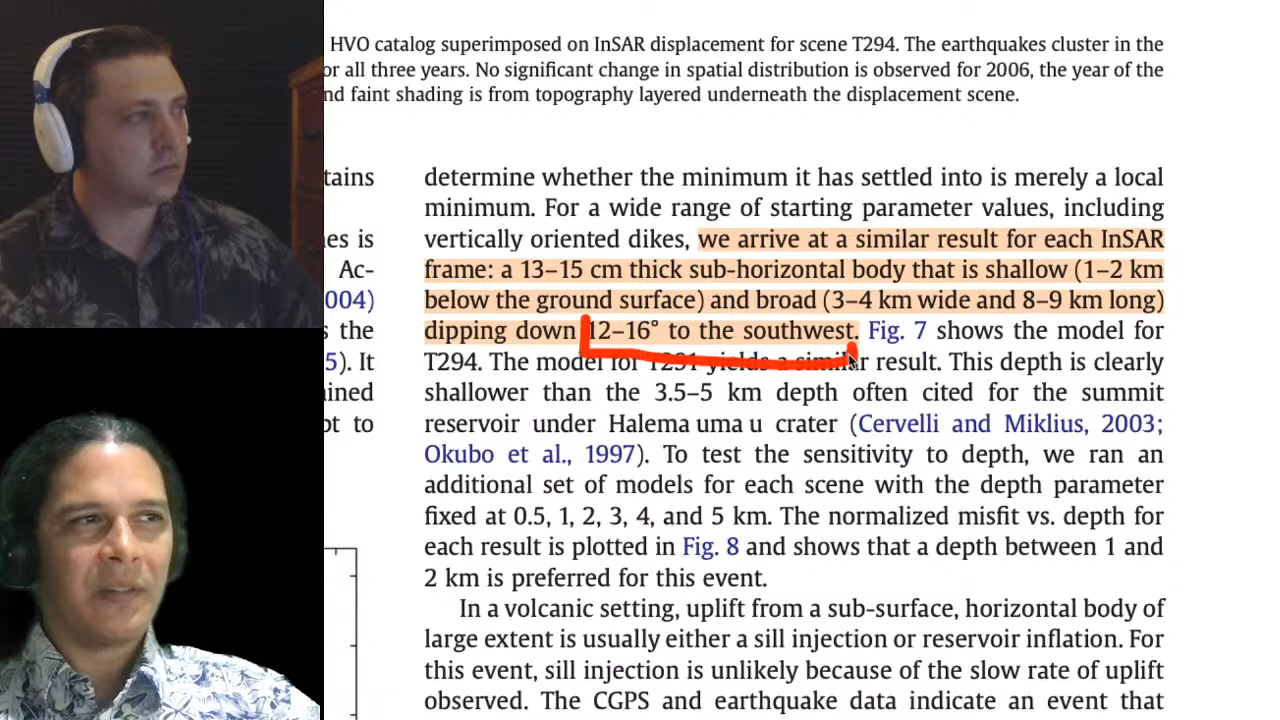 HVO catalog superimposed on InSAR displacement for scene T294. The earthquakes cluster in the
or all three years. No significant change in spatial distribution is observed for 2006, the year of the
nd faint shading is from topography layered underneath the displacement scene.
tains
nes is
Ac-
004)
s the
5). It
ined
ot to
determine whether the minimum it has settled into is merely a local
minimum. For a wide range of starting parameter values, including
vertically oriented dikes, we arrive at a similar result for each InSAR
frame: a 13–15 cm thick sub-horizontal body that is shallow (1–2 km
below the ground surface) and broad (3–4 km wide and 8–9 km long)
dipping down 12–16° to the southwest. Fig. 7 shows the model for
T294. The model for T291 yields a similar result. This depth is clearly
shallower than the 3.5–5 km depth often cited for the summit
reservoir under Halema uma u crater (Cervelli and Miklius, 2003;
Okubo et al., 1997). To test the sensitivity to depth, we ran an
additional set of models for each scene with the depth parameter
fixed at 0.5, 1, 2, 3, 4, and 5 km. The normalized misfit vs. depth for
each result is plotted in Fig. 8 and shows that a depth between 1 and
2 km is preferred for this event.
In a volcanic setting, uplift from a sub-surface, horizontal body of
large extent is usually either a sill injection or reservoir inflation. For
this event, sill injection is unlikely because of the slow rate of uplift
observed. The CGPS and earthquake data indicate an event that